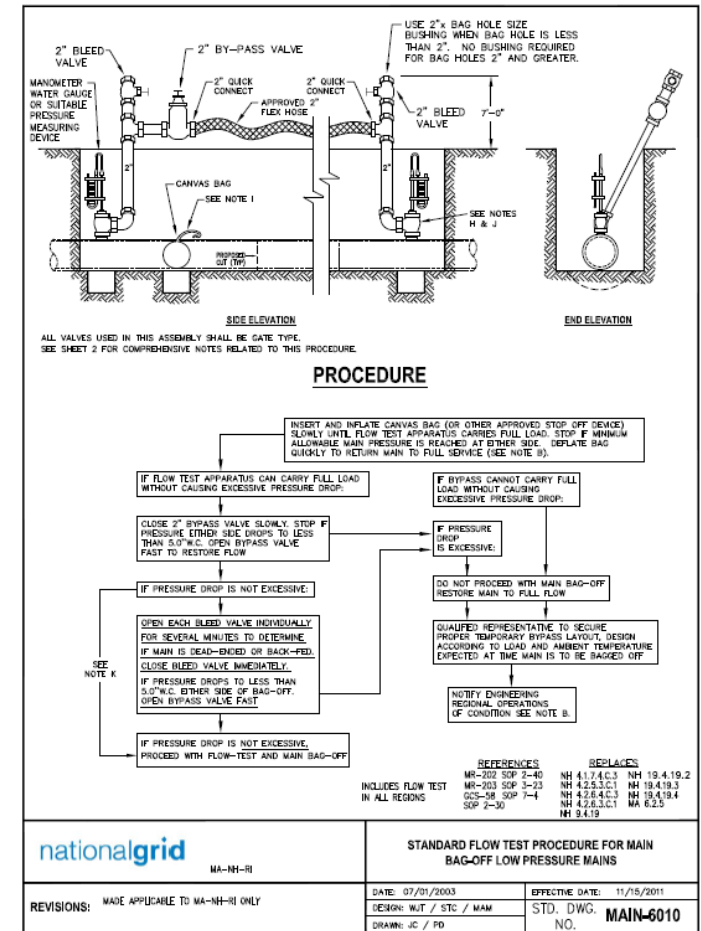 2" BLEED
VALVE
2" BY-PASS VALVE
USE 2"x BAG HOLE SIZE
BUSHING WHEN BAG HOLE IS LESS
THAN 2". NO BUSHING REQUIRED
FOR BAG HOLES 2" AND GREATER.
MANOMETER
WATER GAUGE
OR SUITABLE
PRESSURE
MEASURING
DEVICE
2" QUICK
CONNECT
APPROVED 2"
FLEX HOSE
2" QUICK
CONNECT
2" BLEED
VALVE
7'-0"
2"
2"
CANVAS BAG
SEE NOTE I
SEE NOTES
H & J
PROPOSED
CUT (TYP)
SIDE ELEVATION
END ELEVATION
ALL VALVES USED IN THIS ASSEMBLY SHALL BE GATE TYPE.
SEE SHEET 2 FOR COMPREHENSIVE NOTES RELATED TO THIS PROCEDURE.
PROCEDURE
INSERT AND INFLATE CANVAS BAG (OR OTHER APPROVED STOP OFF DEVICE)
SLOWLY UNTIL FLOW TEST APPARATUS CARRIES FULL LOAD. STOP IF MINIMUM
ALLOWABLE MAIN PRESSURE IS REACHED AT EITHER SIDE. DEFLATE BAG
QUICKLY TO RETURN MAIN TO FULL SERVICE (SEE NOTE B).
IF FLOW TEST APPARATUS CAN CARRY FULL LOAD
WITHOUT CAUSING EXCESSIVE PRESSURE DROP:
IF BYPASS CANNOT CARRY FULL
LOAD WITHOUT CAUSING
EXECESSIVE PRESSURE DROP:
CLOSE 2" BYPASS VALVE SLOWLY. STOP IF
PRESSURE EITHER SIDE DROPS TO LESS
THAN 5.0"W.C. OPEN BYPASS VALVE
FAST TO RESTORE FLOW
IF PRESSURE
DROP
IS EXCESSIVE:
IF PRESSURE DROP IS NOT EXCESSIVE:
DO NOT PROCEED WITH MAIN BAG-OFF
RESTORE MAIN TO FULL FLOW
OPEN EACH BLEED VALVE INDIVIDUALLY
FOR SEVERAL MINUTES TO DETERMINE
IF MAIN IS DEAD-ENDED OR BACK-FED.
CLOSE BLEED VALVE IMMEDIATELY.
IF PRESSURE DROPS TO LESS THAN
5.0"W.C. EITHER SIDE OF BAG-OFF.
OPEN BYPASS VALVE FAST
QUALIFIED REPRESENTATIVE TO SECURE
PROPER TEMPORARY BYPASS LAYOUT, DESIGN
ACCORDING TO LOAD AND AMBIENT TEMPERATURE
EXPECTED AT TIME MAIN IS TO BE BAGGED OFF
SEE
NOTE K
NOTIFY ENGINEERING
REGIONAL OPERATIONS
OF CONDITION SEE NOTE B.
IF PRESSURE DROP IS NOT EXCESSIVE,
PROCEED WITH FLOW-TEST AND MAIN BAG-OFF
INCLUDES FLOW TEST
IN ALL REGIONS
REFERENCES
MR-202 SOP 2-40
MR-203 SOP 3-23
GCS-58 SOP 7-4
SOP 2-30
REPLACES
NH 4.1.7.4.C.3 NH 19.4.19.2
NH 4.2.5.3.C.1 NH 19.4.19.3
NH 4.2.6.4.C.3 NH 19.4.19.4
NH 4.2.6.3.C.1 MA 6.2.5
NH 9.4.19
nationalgrid
MA-NH-RI
STANDARD FLOW TEST PROCEDURE FOR MAIN
BAG-OFF LOW PRESSURE MAINS
REVISIONS: MADE APPLICABLE TO MA-NH-RI ONLY
DATE: 07/01/2003
EFFECTIVE DATE: 11/15/2011
DESIGN: WJT / STC / MAM
DRAWN: JC / PD
STD. DWG.
NO. MAIN-6010